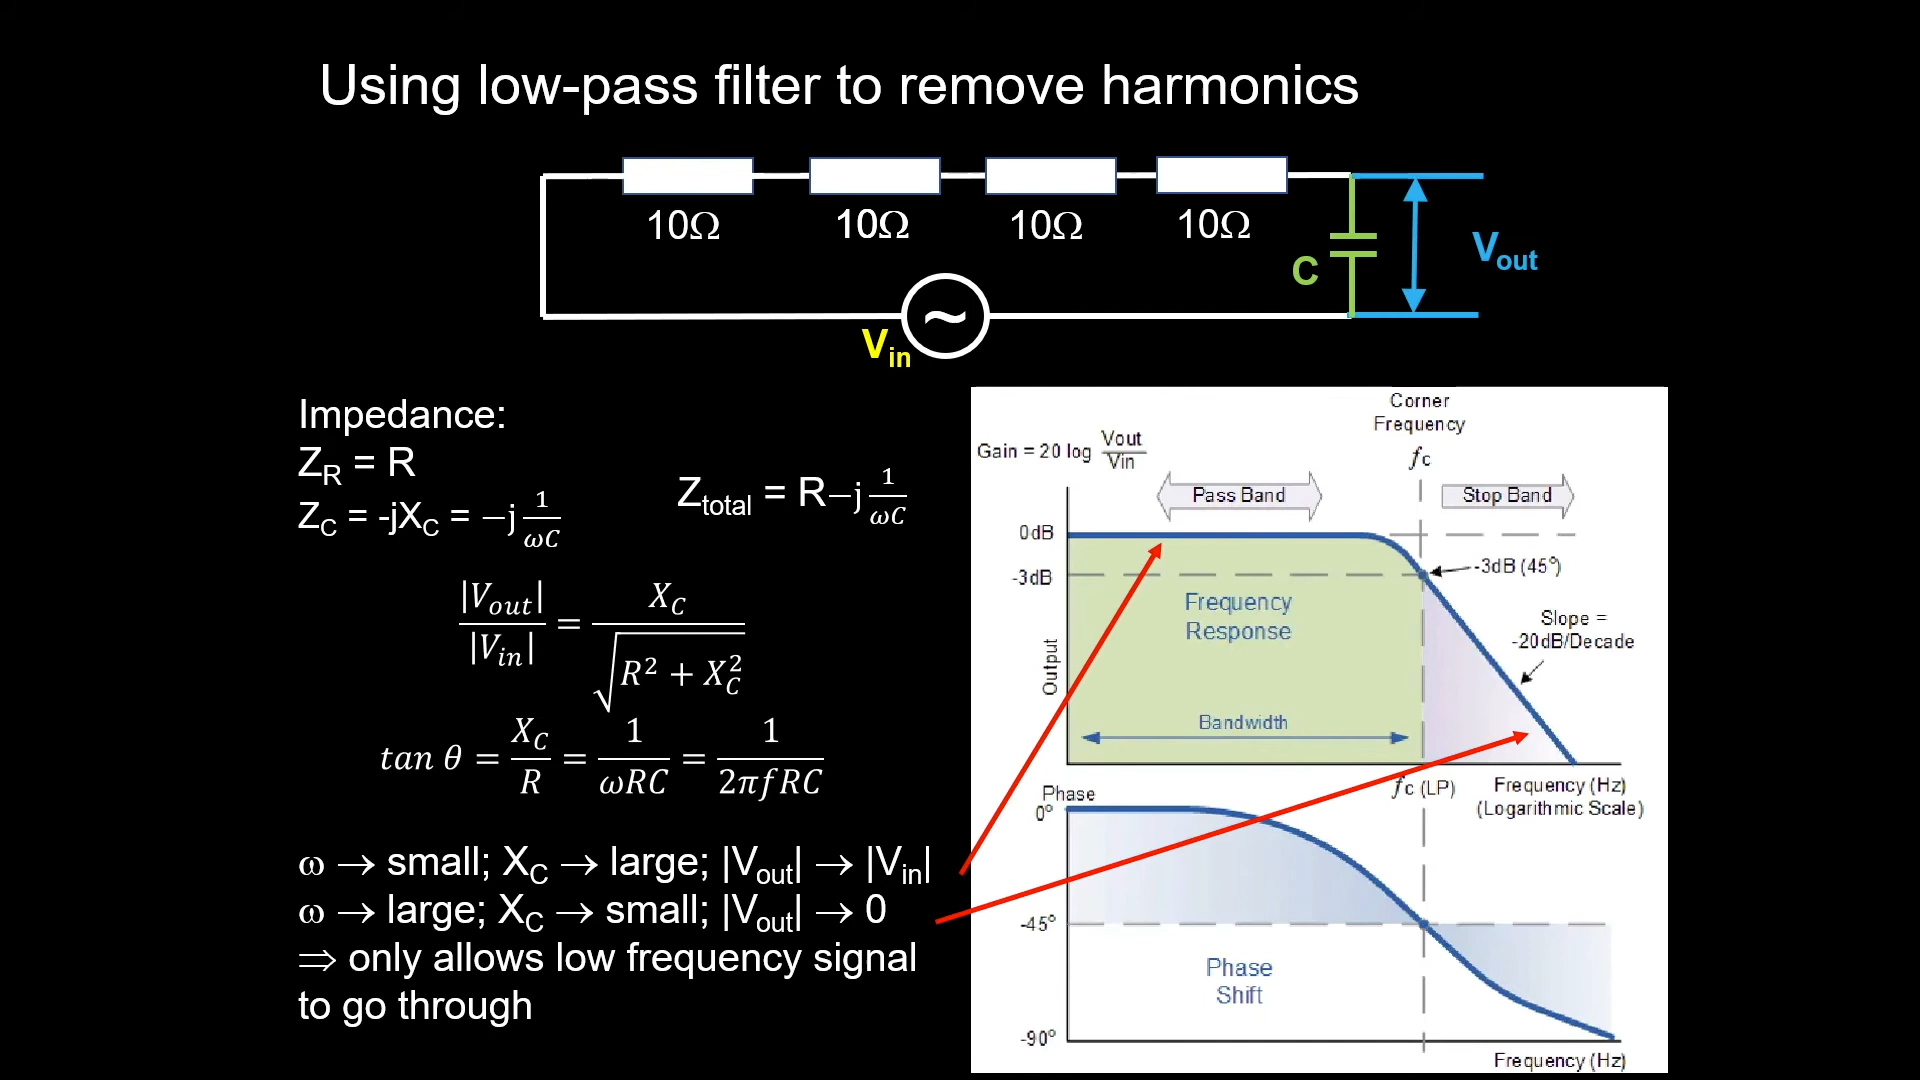 Using low-pass filter to remove harmonics
10Ω 10Ω 10Ω 10Ω
C
V_out
~
V_in
Impedance:
Z_R = R
Z_C = -jX_C = −j 1/ωC
Z_total = R−j 1/ωC
|V_out|/|V_in| = X_C/√(R² + X_C²)
tan θ = X_C/R = 1/ωRC = 1/2πfRC
ω → small; X_C → large; |V_out| → |V_in|
ω → large; X_C → small; |V_out| → 0
⇒ only allows low frequency signal
to go through
Corner
Frequency
fc
Gain = 20 log Vout/Vin
Pass Band
Stop Band
0dB
-3dB
-3dB (45°)
Frequency
Response
Slope =
-20dB/Decade
Output
Bandwidth
fc (LP)
Frequency (Hz)
(Logarithmic Scale)
Phase
0°
-45°
Phase
Shift
-90°
Frequency (Hz)